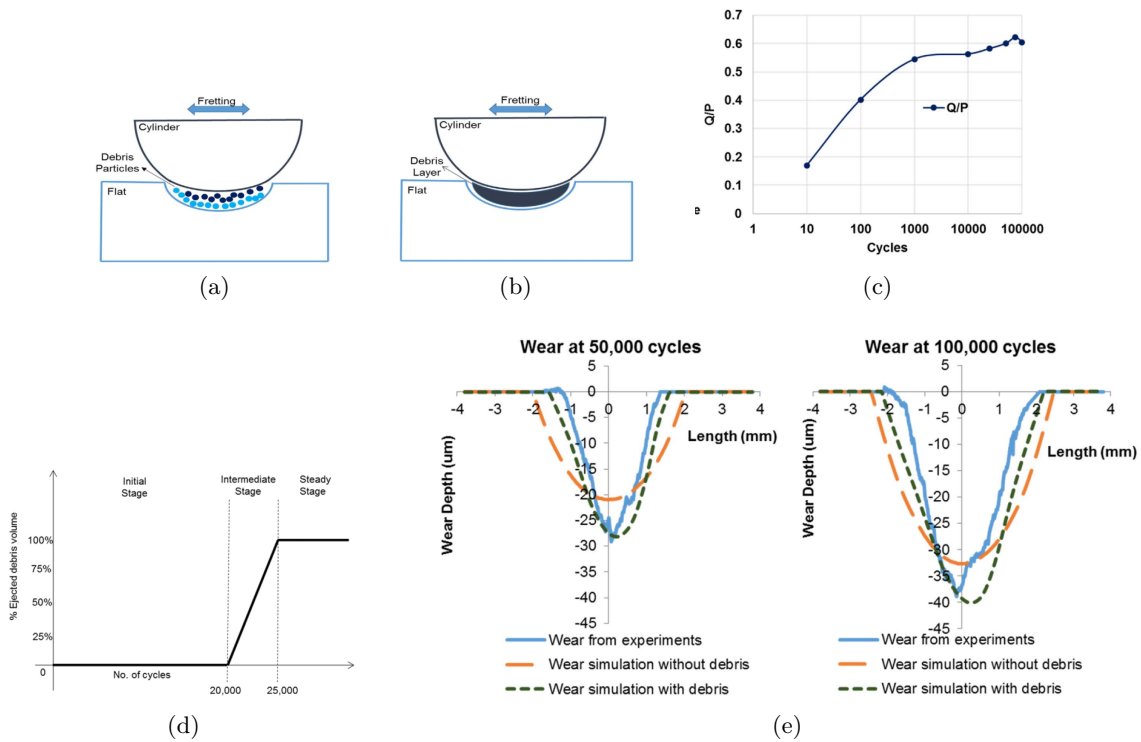 Fretting
Cylinder
Debris
Particles
Flat
(a)
Fretting
Cylinder
Debris
Layer
Flat
(b)
0.7
0.6
0.5
0.4
0.3
0.2
0.1
0
Q/P
e
Q/P
1 10 100 1000 10000 100000
Cycles
(c)
Initial
Stage
Intermediate
Stage
Steady
Stage
% Ejected debris volume
100%
75%
50%
25%
0
No. of cycles
20,000 25,000
(d)
Wear at 50,000 cycles
0
-4 -3 -2 -1 0 1 2 3 4
-5
-10
-15
-20
-25
-30
-35
-40
-45
Length (mm)
Wear Depth (um)
Wear from experiments
Wear simulation without debris
Wear simulation with debris
Wear at 100,000 cycles
5
0
-4 -3 -2 -1 0 1 2 3 4
-5
-10
-15
-20
-25
-30
-35
-40
-45
Length (mm)
Wear Depth (um)
Wear from experiments
Wear simulation without debris
Wear simulation with debris
(e)